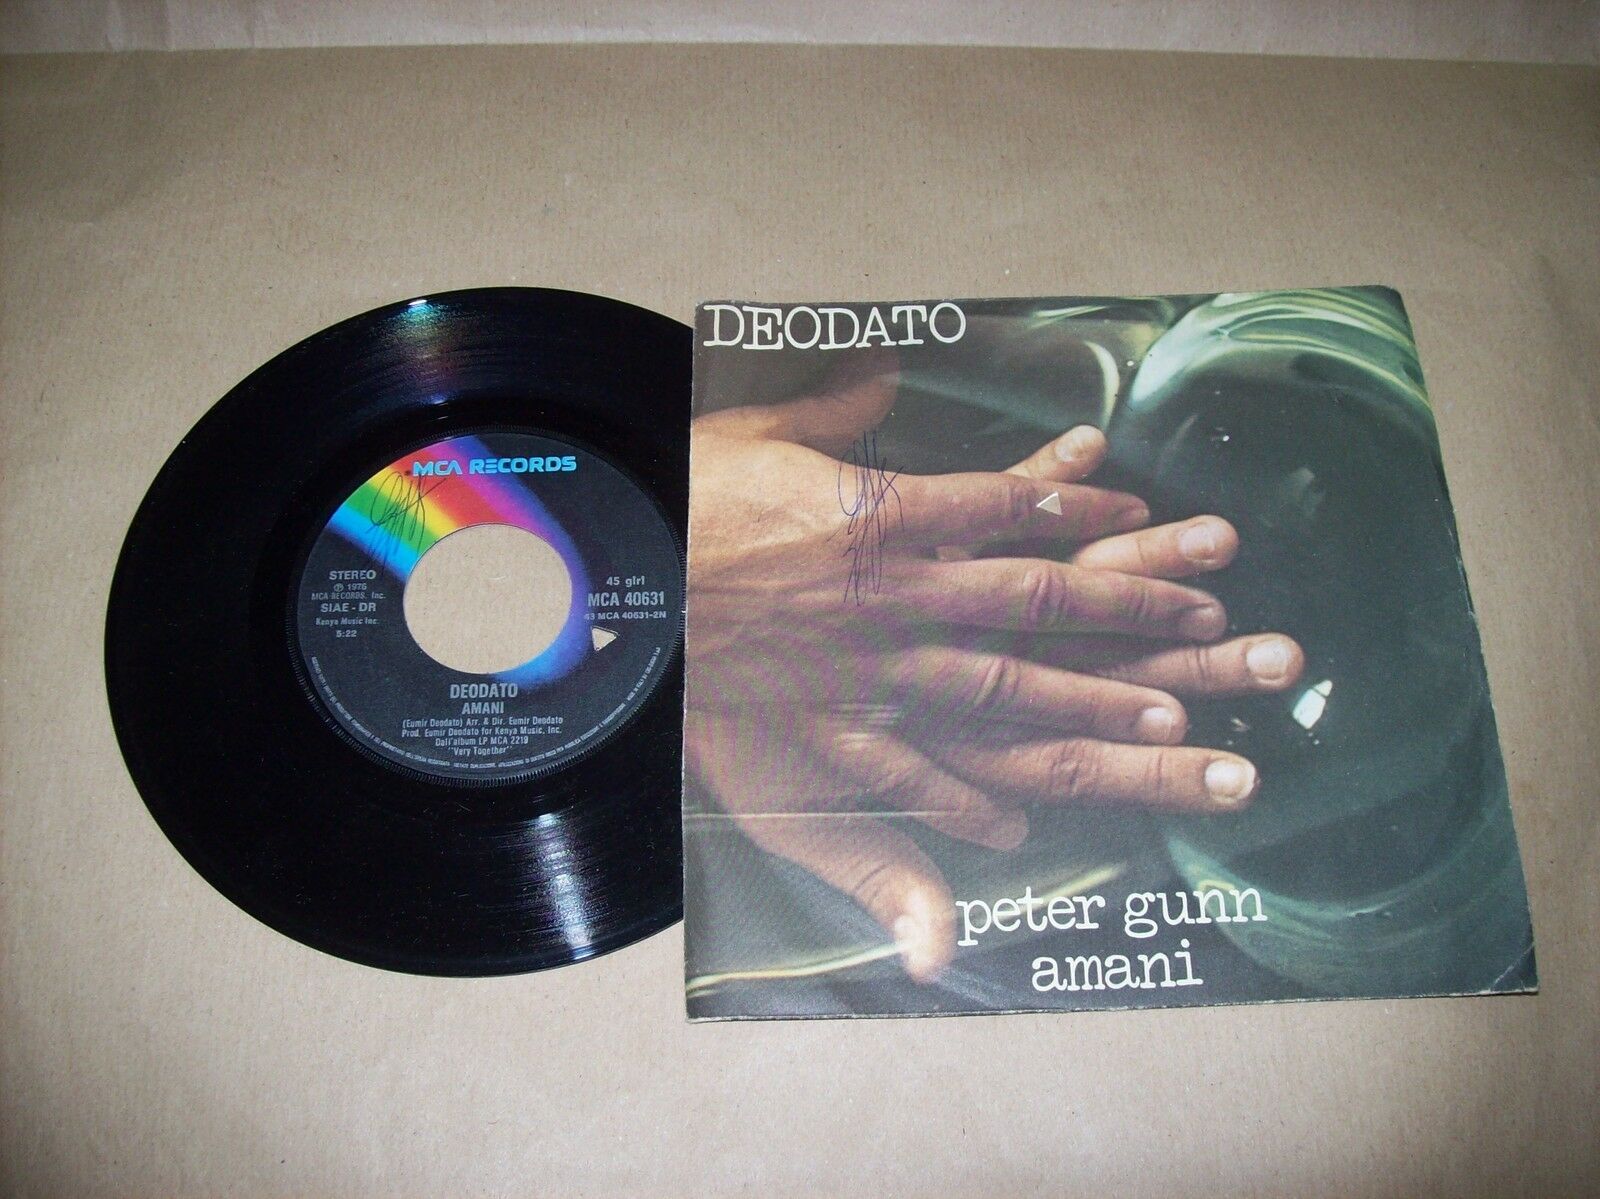 MCA RECORDS
STEREO
℗ 1976
MCA RECORDS, Inc.
SIAE - DR
Kenya Music Inc.
5:22
45 giri
MCA 40631
43 MCA 40631-2N
DEODATO
AMANI
(Eumir Deodato) Arr. & Dir. Eumir Deodato
Prod. Eumir Deodato for Kenya Music, Inc.
Dall'album LP MCA 2219
"Very Together"
DEODATO
peter gunn
amani